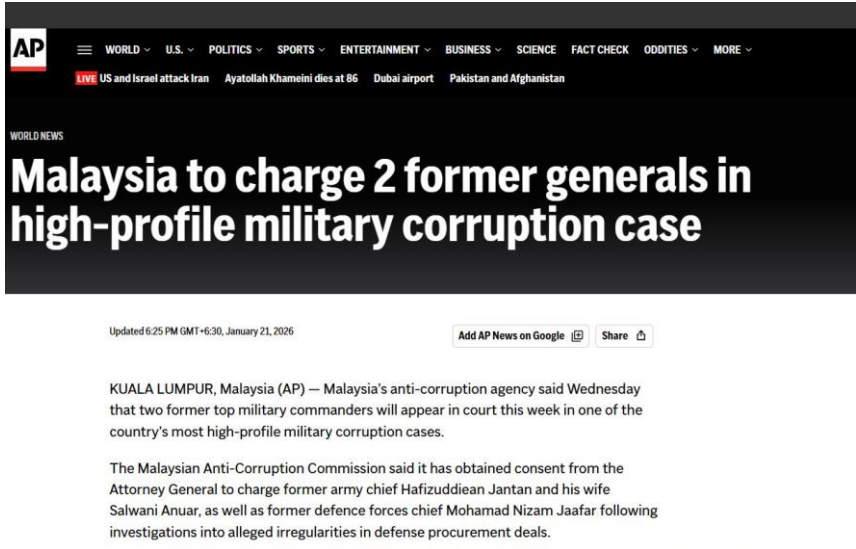 AP
WORLD U.S. POLITICS SPORTS ENTERTAINMENT BUSINESS SCIENCE FACT CHECK ODDITIES MORE
LIVE US and Israel attack Iran Ayatollah Khameini dies at 86 Dubai airport Pakistan and Afghanistan
WORLD NEWS
Malaysia to charge 2 former generals in
high-profile military corruption case
Updated 6:25 PM GMT+6:30, January 21, 2026
Add AP News on Google Share
KUALA LUMPUR, Malaysia (AP) — Malaysia's anti-corruption agency said Wednesday
that two former top military commanders will appear in court this week in one of the
country's most high-profile military corruption cases.
The Malaysian Anti-Corruption Commission said it has obtained consent from the
Attorney General to charge former army chief Hafizuddiean Jantan and his wife
Salwani Anuar, as well as former defence forces chief Mohamad Nizam Jaafar following
investigations into alleged irregularities in defense procurement deals.